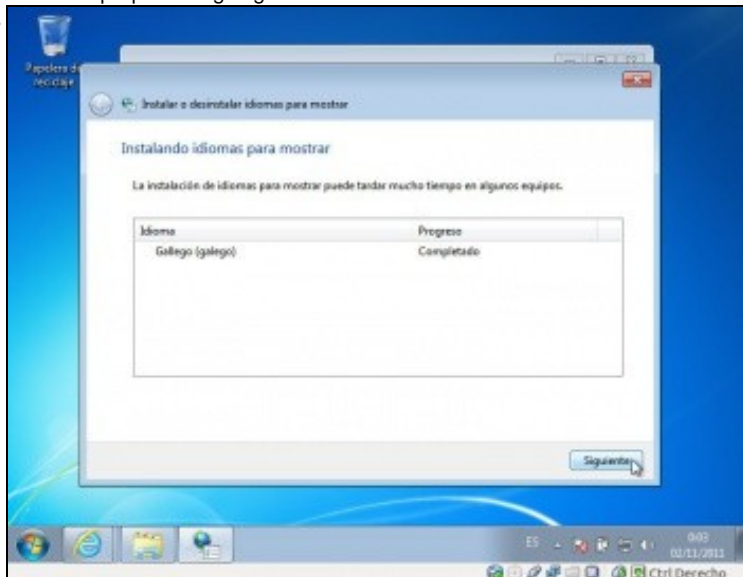 Papelera de
reciclaje
Instalar o desinstalar idiomas para mostrar
Instalando idiomas para mostrar
La instalación de idiomas para mostrar puede tardar mucho tiempo en algunos equipos.
Idioma Progreso
Gallego (galego) Completado
Siguiente
ES 0:03
02/11/2011
Ctrl Derecho